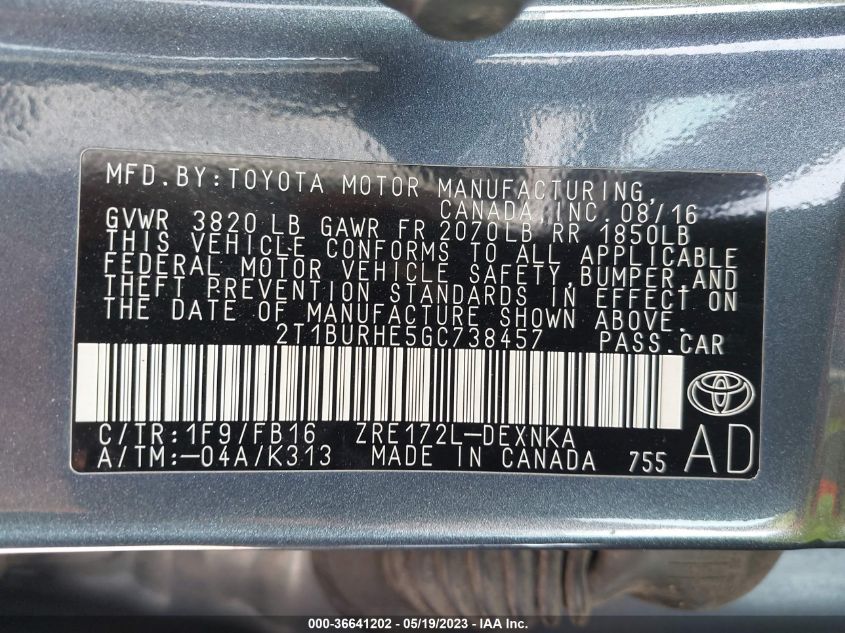 MFD.BY:TOYOTA MOTOR MANUFACTURING,
CANADA,INC. 08/16
GVWR 3820 LB GAWR FR 2070LB RR 1850LB
THIS VEHICLE CONFORMS TO ALL APPLICABLE
FEDERAL MOTOR VEHICLE SAFETY,BUMPER,AND
THEFT PREVENTION STANDARDS IN EFFECT ON
THE DATE OF MANUFACTURE SHOWN ABOVE.
2T1BURHE5GC738457 PASS.CAR
C/TR:1F9/FB16 ZRE172L-DEXNKA
A/TM:-04A/K313 MADE IN CANADA 755 AD
000-36641202 - 05/19/2023 - IAA Inc.